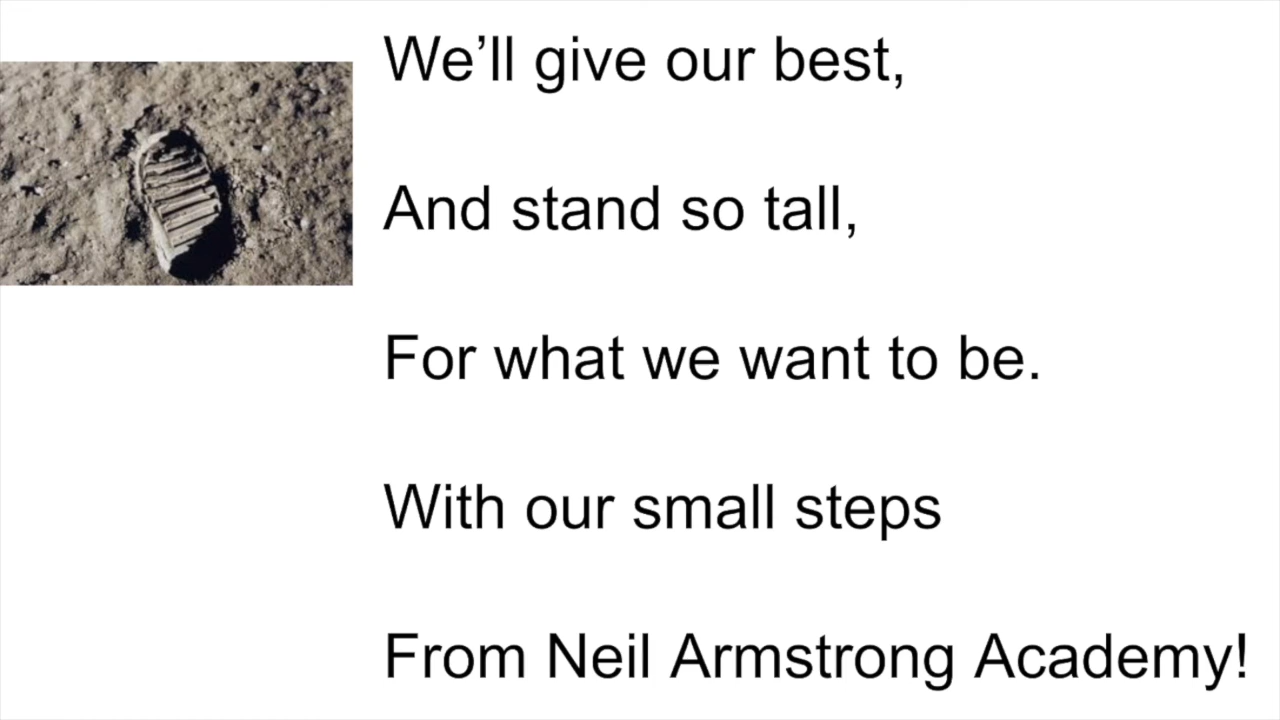 We’ll give our best,
And stand so tall,
For what we want to be.
With our small steps
From Neil Armstrong Academy!